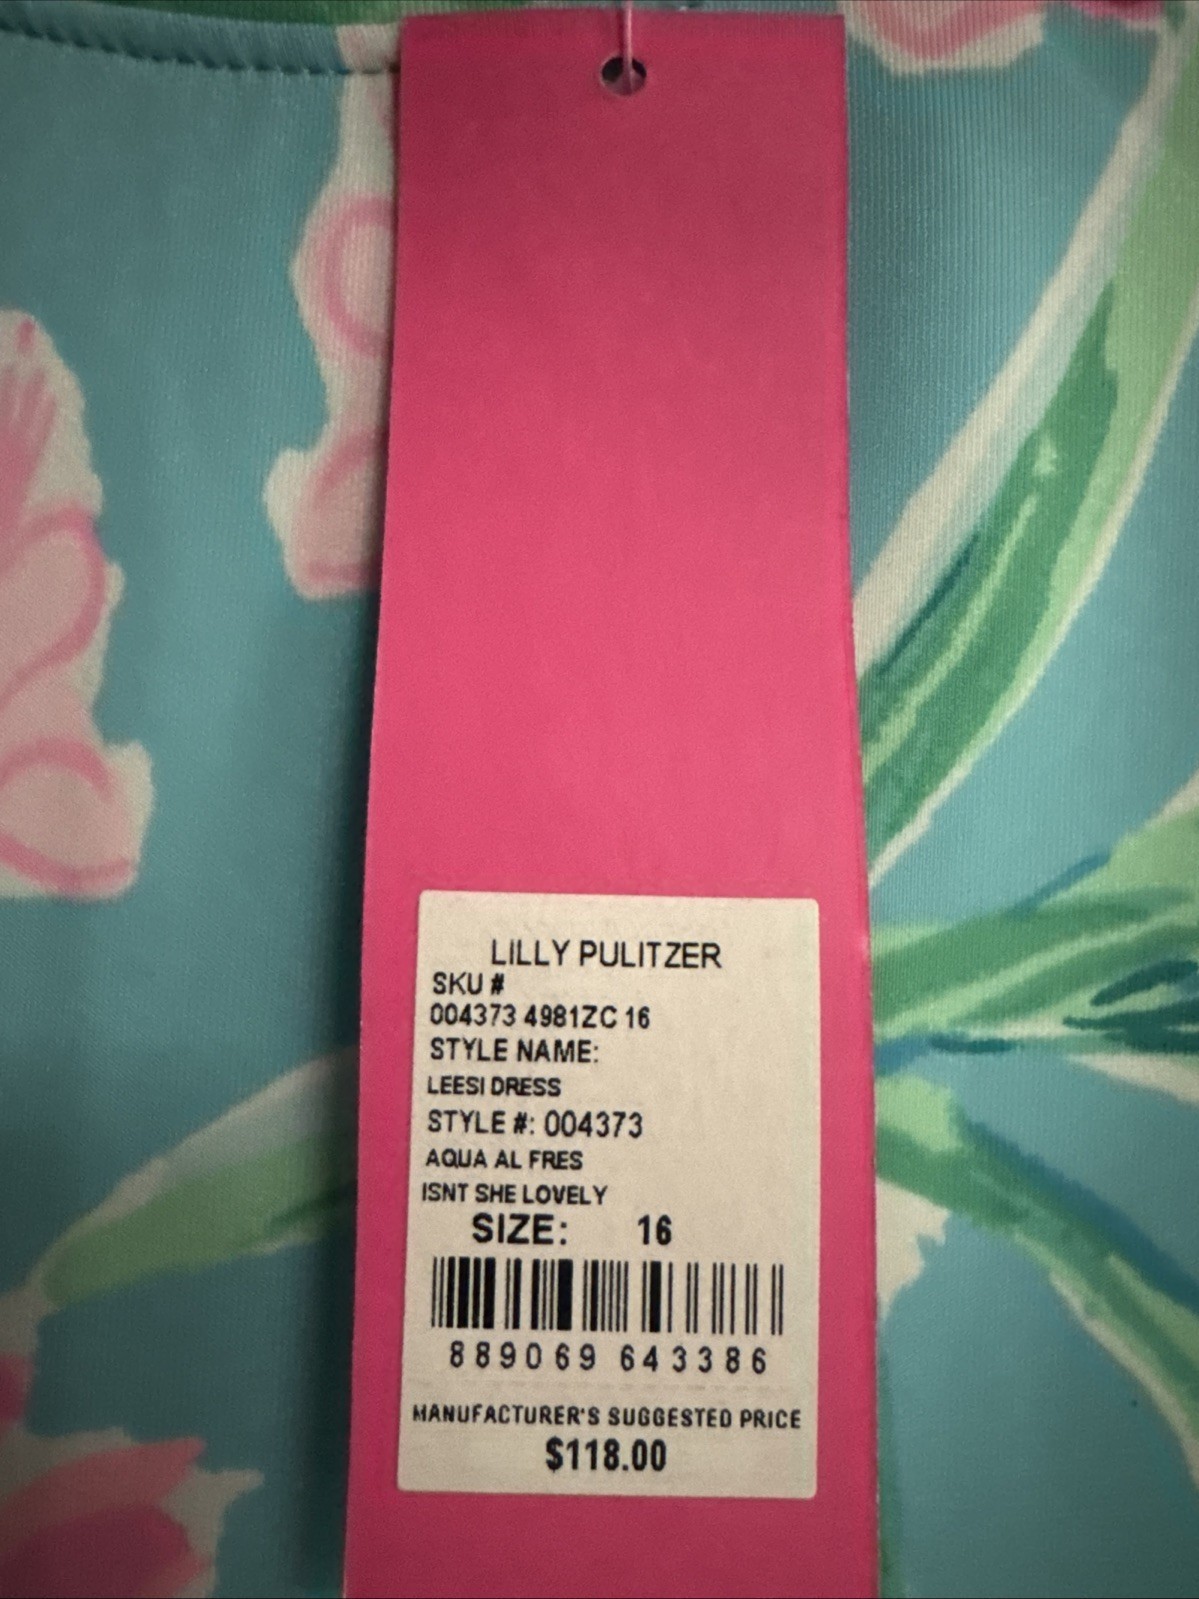 LILLY PULITZER
SKU #
004373 4981ZC 16
STYLE NAME:
LEESI DRESS
STYLE #: 004373
AQUA AL FRES
ISNT SHE LOVELY
SIZE: 16
889069 643386
MANUFACTURER'S SUGGESTED PRICE
$118.00